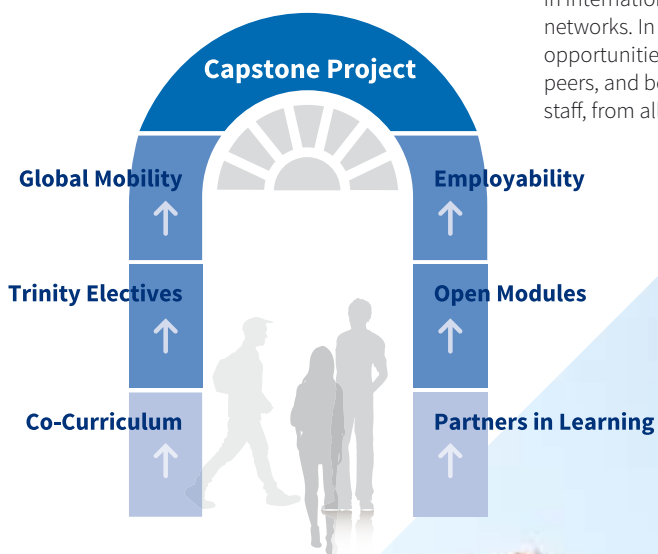 networks. In
opportunities
peers, and b
staff, from al
Capstone Project
Global Mobility
Employability
Trinity Electives
Open Modules
Co-Curriculum
Partners in Learning